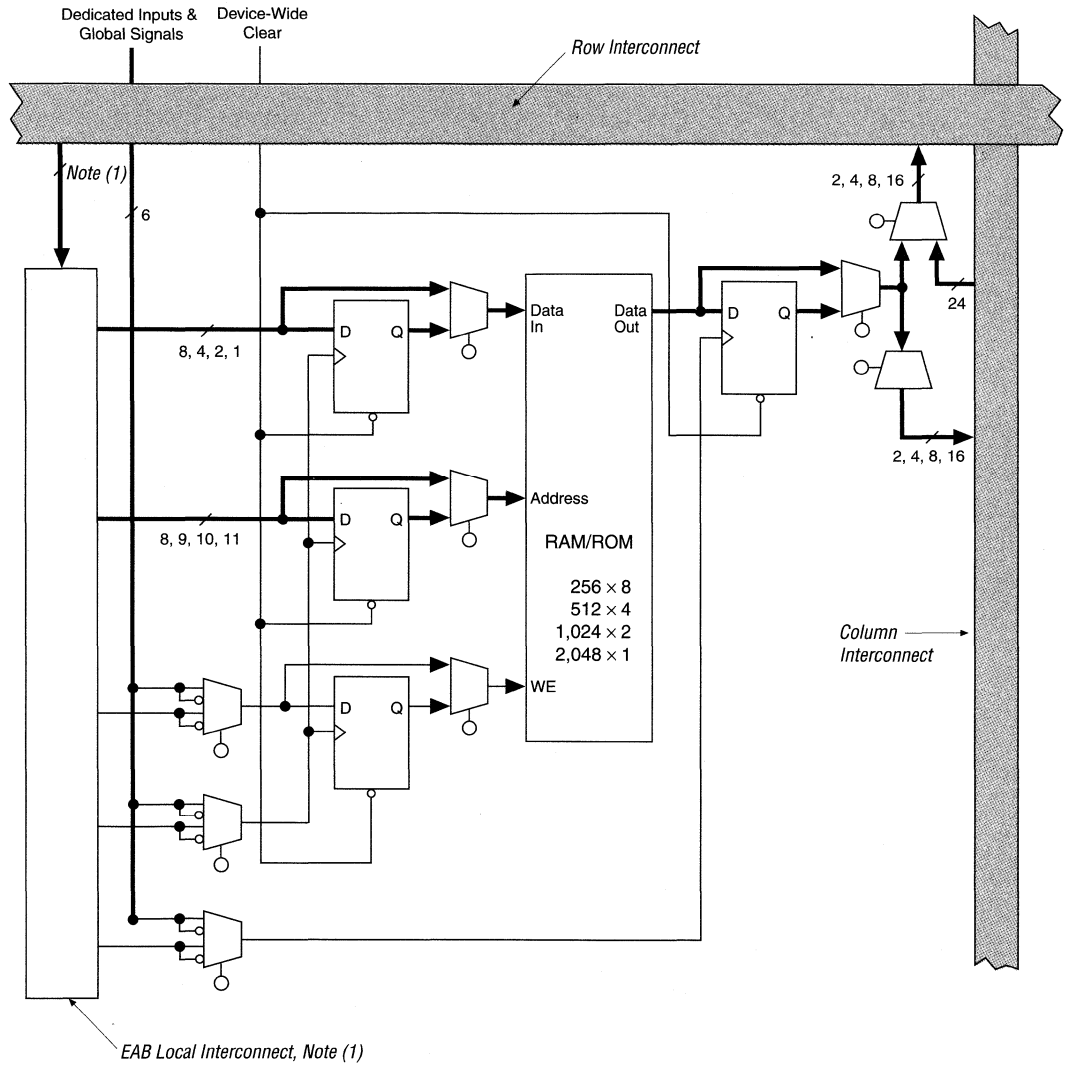 Dedicated Inputs &
Global Signals
Device-Wide
Clear
Row Interconnect
Note (1)
6
2, 4, 8, 16
24
8, 4, 2, 1
D
Q
Data
In
Data
Out
D
Q
2, 4, 8, 16
8, 9, 10, 11
D
Q
Address
RAM/ROM
256 × 8
512 × 4
1,024 × 2
2,048 × 1
Column
Interconnect
WE
D
Q
EAB Local Interconnect, Note (1)